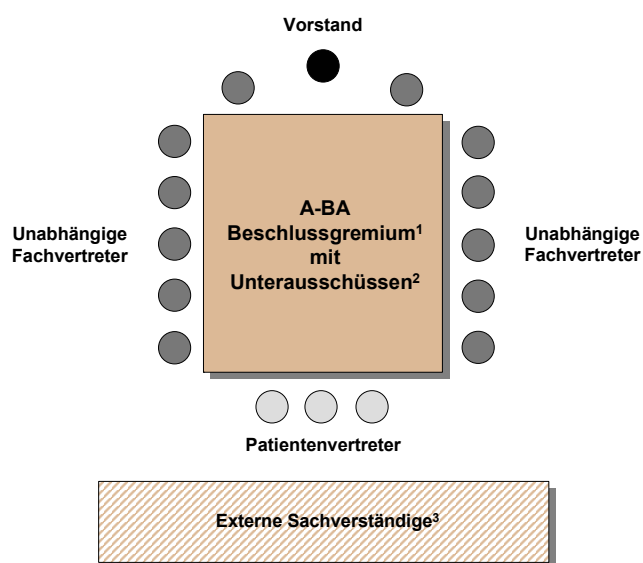 Vorstand
A-BA
Beschlussgremium¹
mit
Unterausschüssen²
Unabhängige
Fachvertreter
Unabhängige
Fachvertreter
Patientenvertreter
Externe Sachverständige³